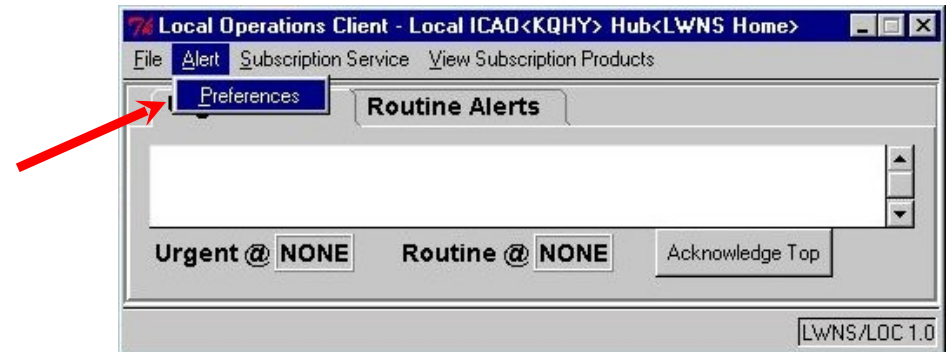 Local Operations Client - Local ICAO<KQHY> Hub<LWNS Home>
File Alert Subscription Service View Subscription Products
Preferences
Routine Alerts
Urgent @ NONE Routine @ NONE Acknowledge Top
LWNS/LOC 1.0